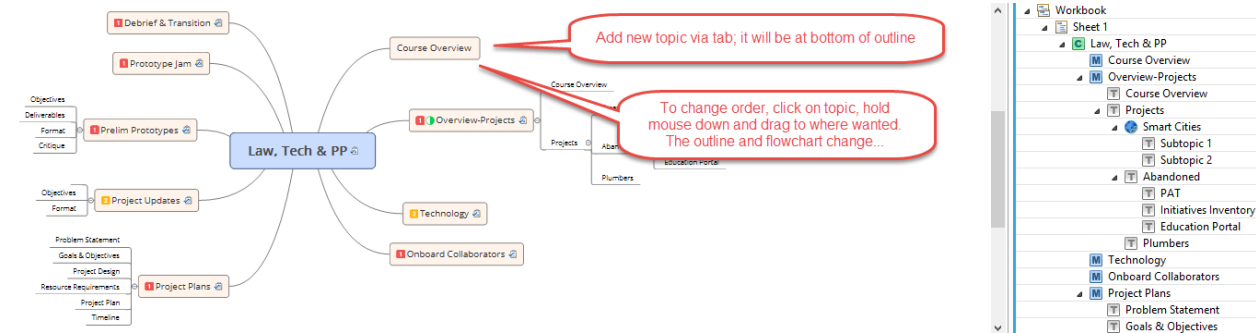 Debrief & Transition
Prototype Jam
Objectives
Deliverables
Format
Critique
Prelim Prototypes
Law, Tech & PP
Objectives
Format
Project Updates
Problem Statement
Goals & Objectives
Project Design
Resource Requirements
Project Plan
Timeline
Project Plans
Course Overview
Add new topic via tab; it will be at bottom of outline
To change order, click on topic, hold
mouse down and drag to where wanted.
The outline and flowchart change...
Overview-Projects
Course Overview
Projects
Education Portal
Plumbers
Technology
Onboard Collaborators
Workbook
Sheet 1
Law, Tech & PP
Course Overview
Overview-Projects
Course Overview
Projects
Smart Cities
Subtopic 1
Subtopic 2
Abandoned
PAT
Initiatives Inventory
Education Portal
Plumbers
Technology
Onboard Collaborators
Project Plans
Problem Statement
Goals & Objectives